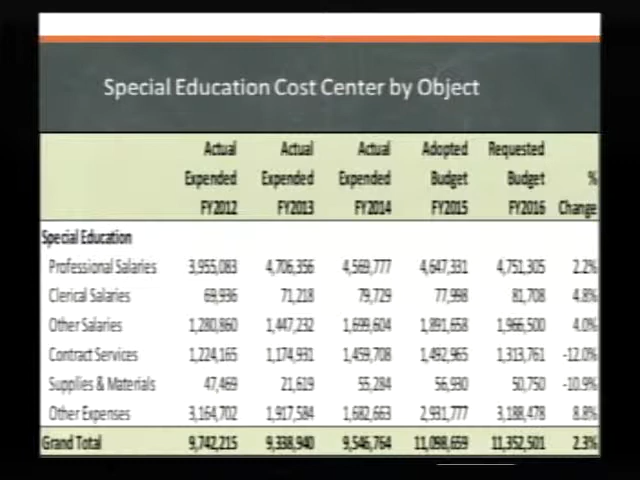 Special Education Cost Center by Object
Actual Actual Actual Adopted Requested
Expended Expended Expended Budget Budget %
FY2012 FY2013 FY2014 FY2015 FY2016 Change
Special Education
Professional Salaries 3,955,083 4,706,356 4,569,777 4,647,331 4,751,305 2.2%
Clerical Salaries 69,936 71,218 79,729 77,998 81,708 4.8%
Other Salaries 1,280,860 1,447,232 1,699,604 1,891,658 1,966,500 4.0%
Contract Services 1,224,165 1,174,931 1,459,708 1,492,965 1,313,761 -12.0%
Supplies & Materials 47,469 21,619 55,284 56,930 50,750 -10.9%
Other Expenses 3,164,702 1,917,584 1,682,663 2,931,777 3,188,478 8.8%
Grand Total 9,742,215 9,338,940 9,546,764 11,098,659 11,352,501 2.3%